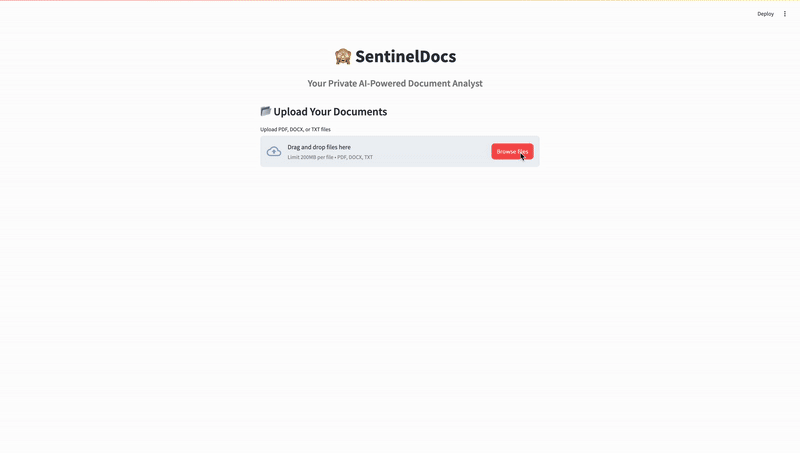 Deploy
🙈 SentinelDocs
Your Private AI-Powered Document Analyst
📂 Upload Your Documents
Upload PDF, DOCX, or TXT files
Drag and drop files here
Limit 200MB per file • PDF, DOCX, TXT
Browse files